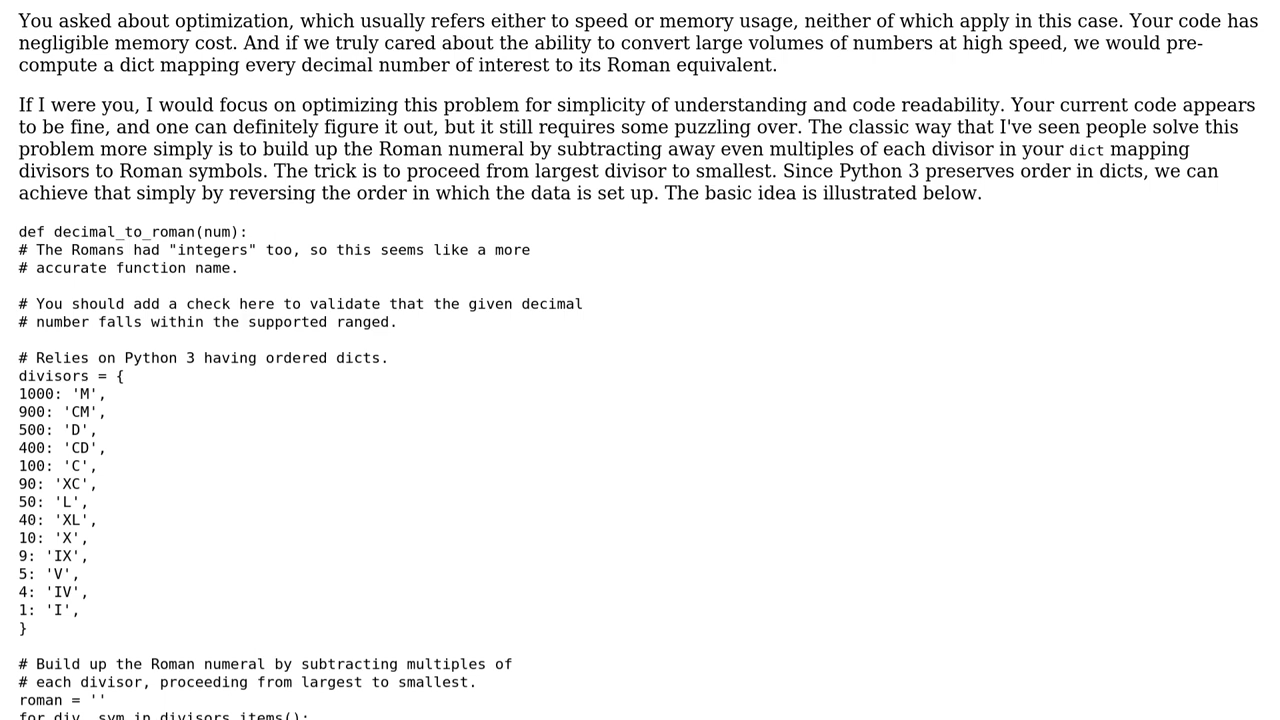 You asked about optimization, which usually refers either to speed or memory usage, neither of which apply in this case. Your code has
negligible memory cost. And if we truly cared about the ability to convert large volumes of numbers at high speed, we would pre-
compute a dict mapping every decimal number of interest to its Roman equivalent.
If I were you, I would focus on optimizing this problem for simplicity of understanding and code readability. Your current code appears
to be fine, and one can definitely figure it out, but it still requires some puzzling over. The classic way that I've seen people solve this
problem more simply is to build up the Roman numeral by subtracting away even multiples of each divisor in your dict mapping
divisors to Roman symbols. The trick is to proceed from largest divisor to smallest. Since Python 3 preserves order in dicts, we can
achieve that simply by reversing the order in which the data is set up. The basic idea is illustrated below.
def decimal_to_roman(num):
# The Romans had "integers" too, so this seems like a more
# accurate function name.
# You should add a check here to validate that the given decimal
# number falls within the supported ranged.
# Relies on Python 3 having ordered dicts.
divisors = {
1000: 'M',
900: 'CM',
500: 'D',
400: 'CD',
100: 'C',
90: 'XC',
50: 'L',
40: 'XL',
10: 'X',
9: 'IX',
5: 'V',
4: 'IV',
1: 'I',
}
# Build up the Roman numeral by subtracting multiples of
# each divisor, proceeding from largest to smallest.
roman = ''
for div, sym in divisors.items():